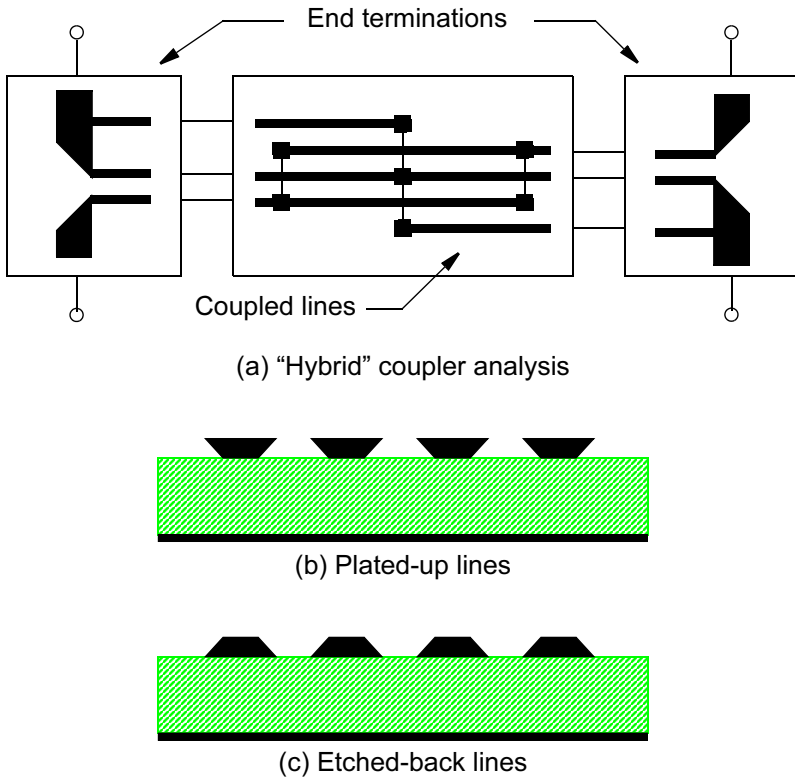 End terminations
Coupled lines
(a) “Hybrid” coupler analysis
(b) Plated-up lines
(c) Etched-back lines